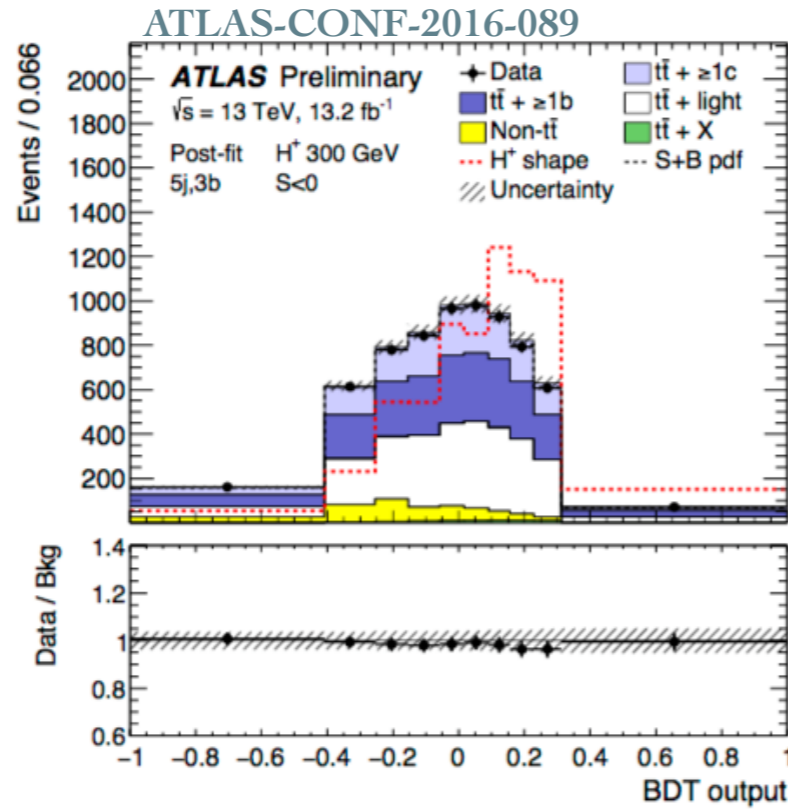 ATLAS-CONF-2016-089
Events / 0.066
2000
1800
1600
1400
1200
1000
800
600
400
200
ATLAS Preliminary
√s = 13 TeV, 13.2 fb⁻¹
Post-fit H⁺ 300 GeV
5j,3b S<0
Data
tt̄ + ≥1c
tt̄ + ≥1b
tt̄ + light
Non-tt̄
tt̄ + X
H⁺ shape
S+B pdf
Uncertainty
Data / Bkg
1.4
1.2
1
0.8
0.6
-1 -0.8 -0.6 -0.4 -0.2 0 0.2 0.4 0.6 0.8 1
BDT output